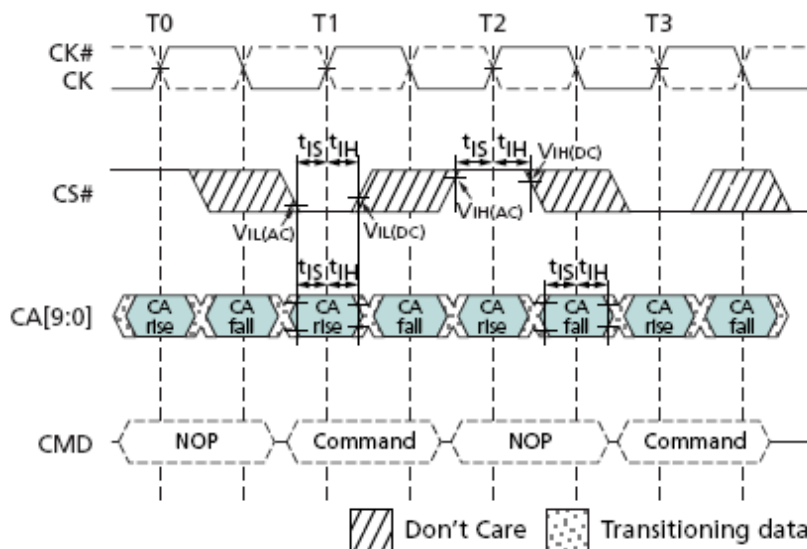 T0 T1 T2 T3
CK#
CK
tIS tIH tIS tIH
VIH(DC)
CS#
VIH(AC)
VIL(AC) VIL(DC)
tIS tIH tIS tIH
CA[9:0] CA rise CA fall CA rise CA fall CA rise CA fall CA rise CA fall
CMD NOP Command NOP Command
Don't Care Transitioning data